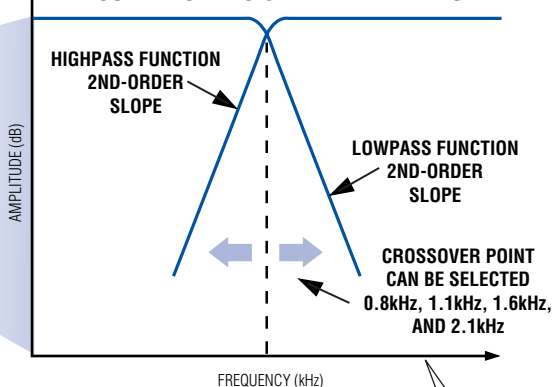 HIGHPASS FUNCTION
2ND-ORDER
SLOPE
LOWPASS FUNCTION
2ND-ORDER
SLOPE
CROSSOVER POINT
CAN BE SELECTED
0.8kHz, 1.1kHz, 1.6kHz,
AND 2.1kHz
AMPLITUDE (dB)
FREQUENCY (kHz)